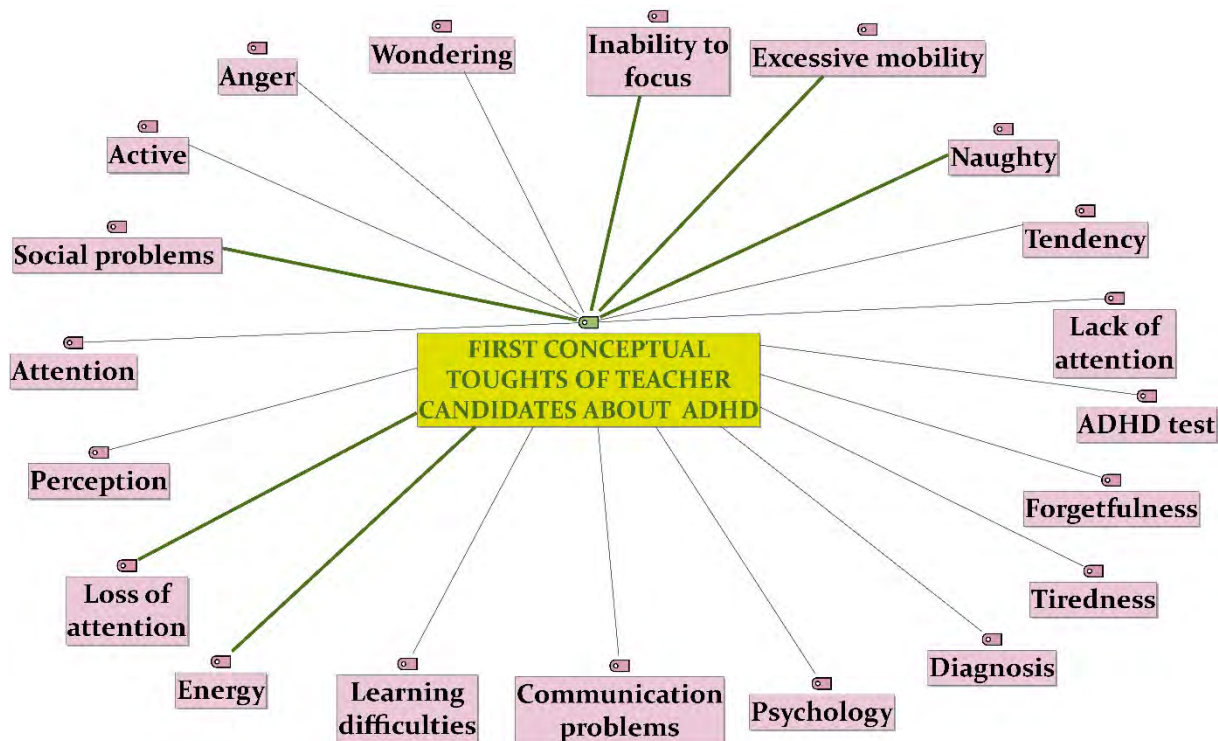 Wondering
Inability to
focus
Excessive mobility
Anger
Naughty
Active
Tendency
Social problems
Lack of
attention
Attention
FIRST CONCEPTUAL
TOUGHTS OF TEACHER
CANDIDATES ABOUT ADHD
ADHD test
Perception
Forgetfulness
Loss of
attention
Tiredness
Energy
Learning
difficulties
Communication
problems
Psychology
Diagnosis